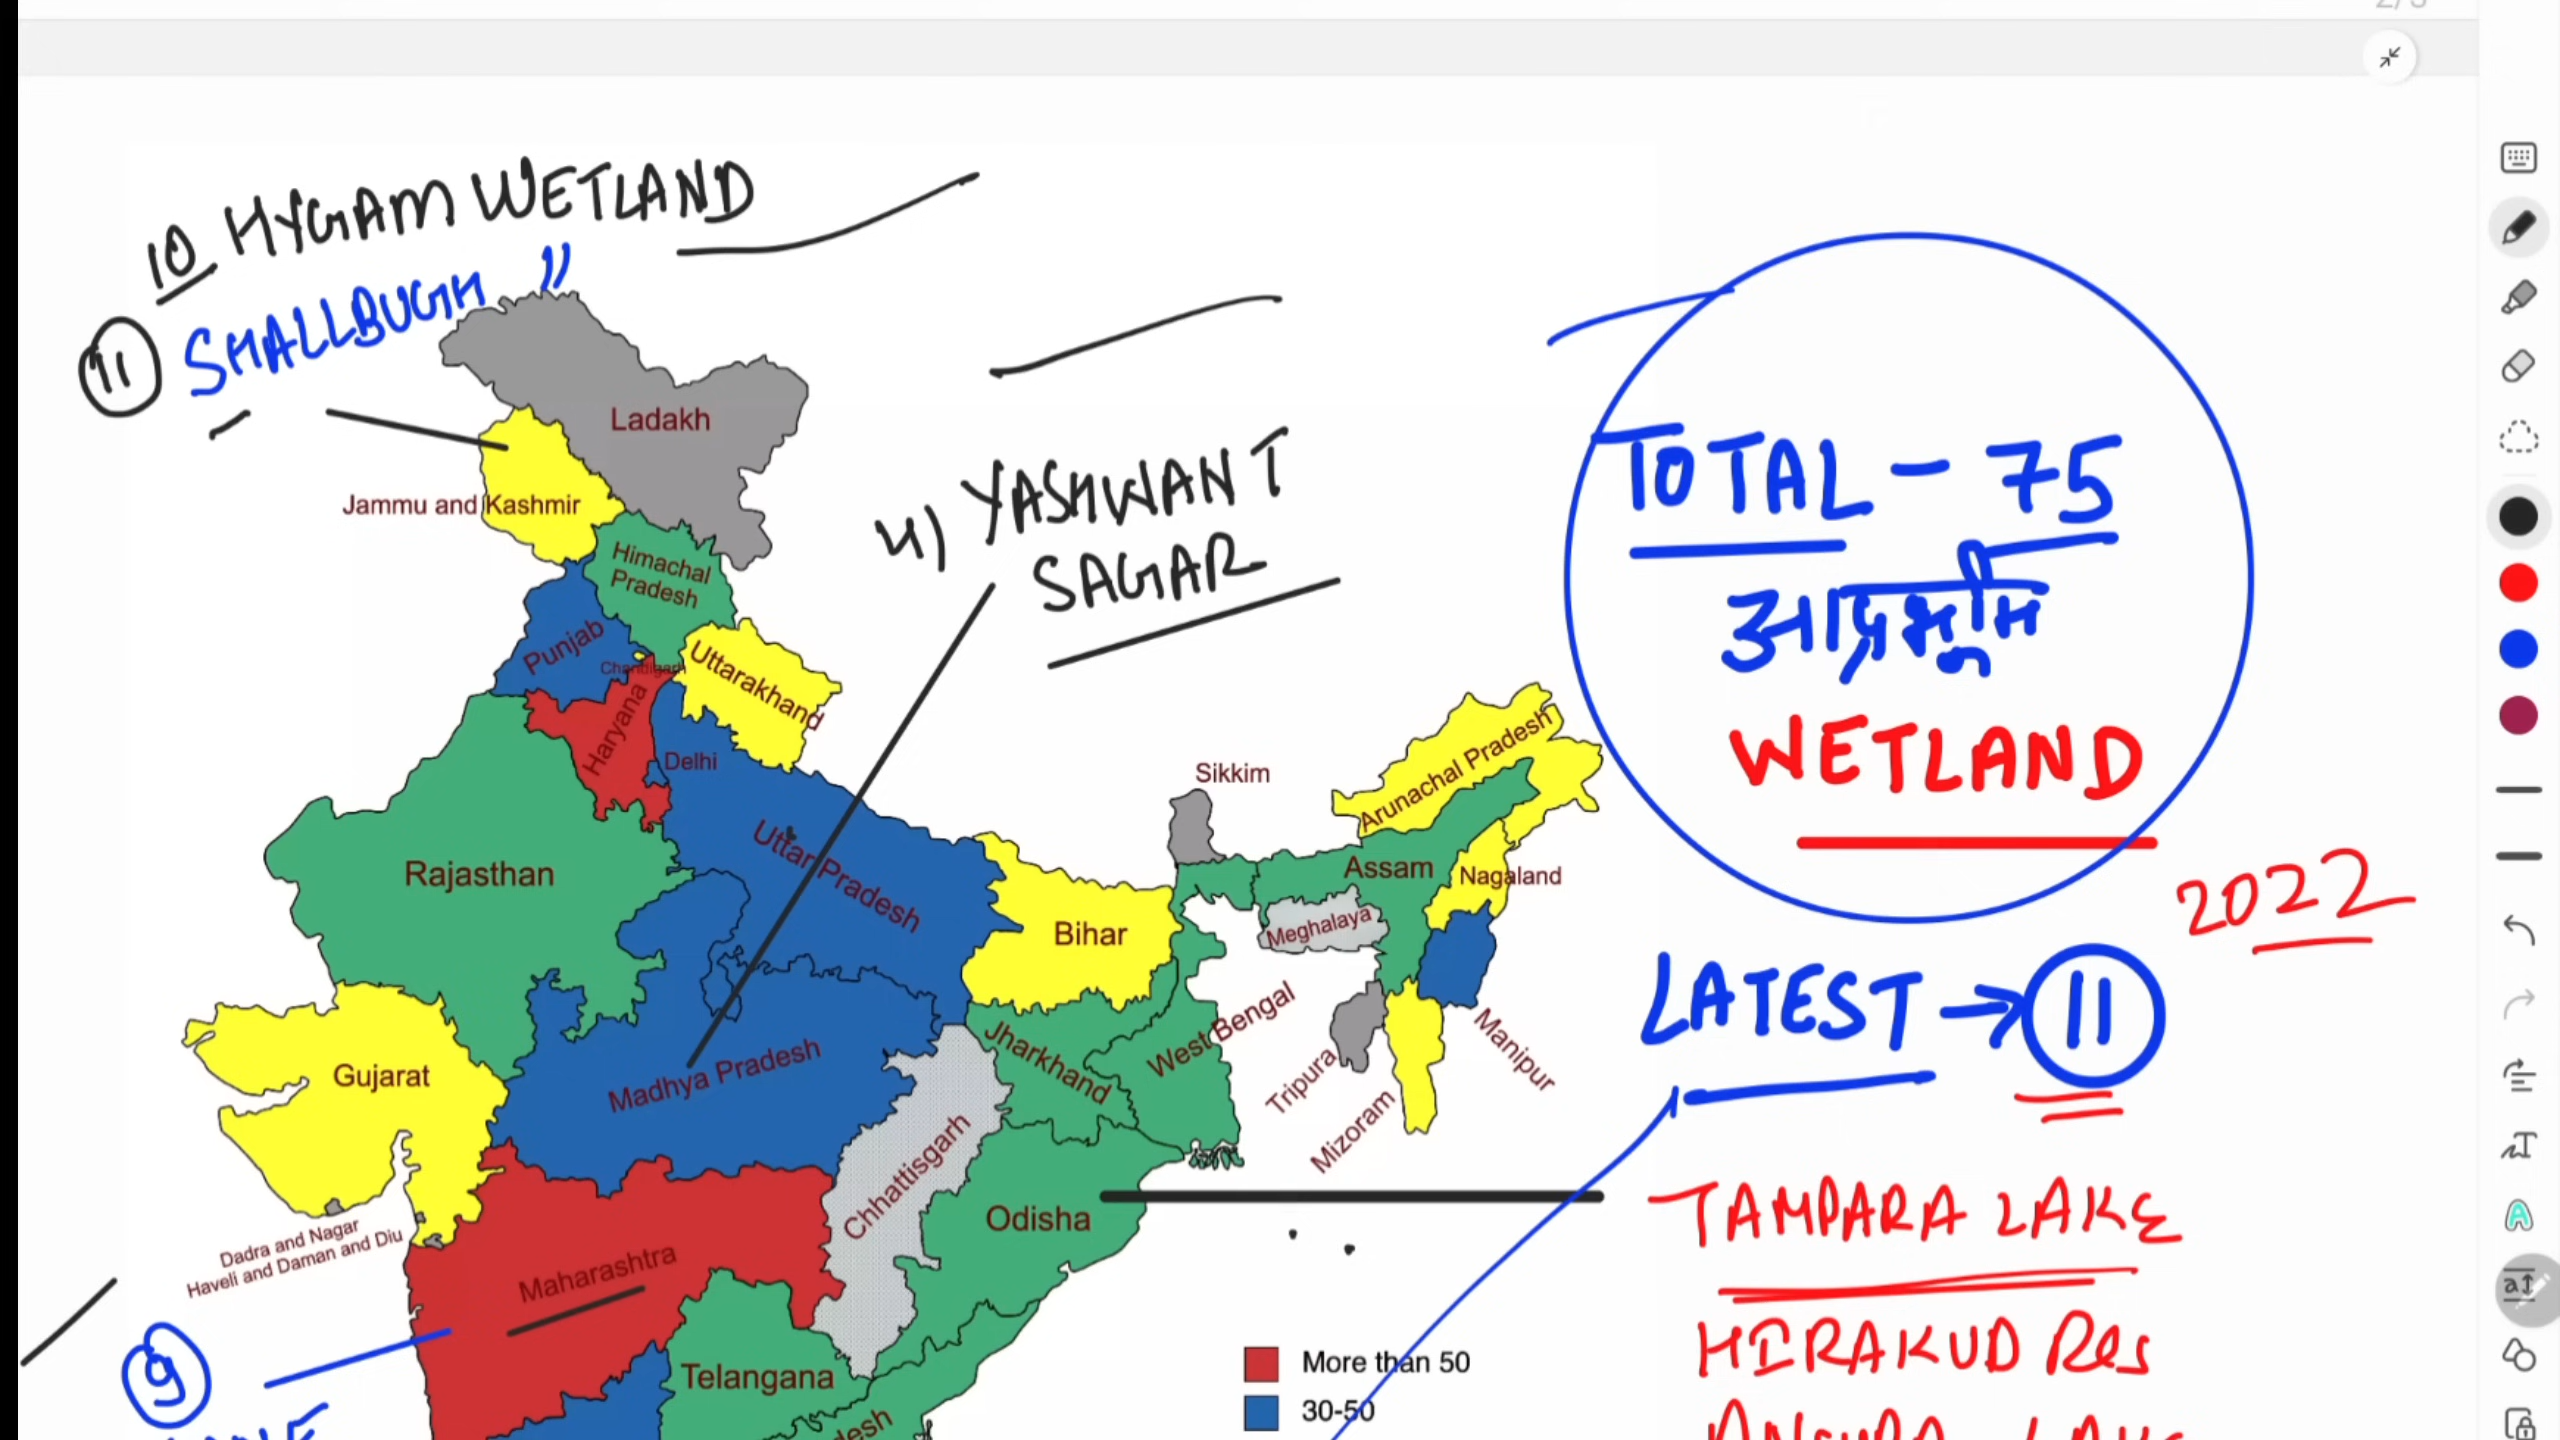 10 HYGAM WETLAND
11 SHALLBUGH "
Ladakh
Jammu and Kashmir
4) YASHWANT
SAGAR
Himachal
Pradesh
Punjab
Chandigarh
Uttarakhand
Haryana
Delhi
Uttar Pradesh
Rajasthan
Sikkim
Arunachal Pradesh
Assam
Nagaland
Meghalaya
Bihar
Manipur
Tripura
Mizoram
West Bengal
Jharkhand
Gujarat
Madhya Pradesh
Chhattisgarh
Odisha
Dadra and Nagar
Haveli and Daman and Diu
Maharashtra
Telangana
9
More than 50
30-50
TOTAL - 75
WETLAND
2022
LATEST → 11
TAMPARA LAKE
HIRAKUD Res